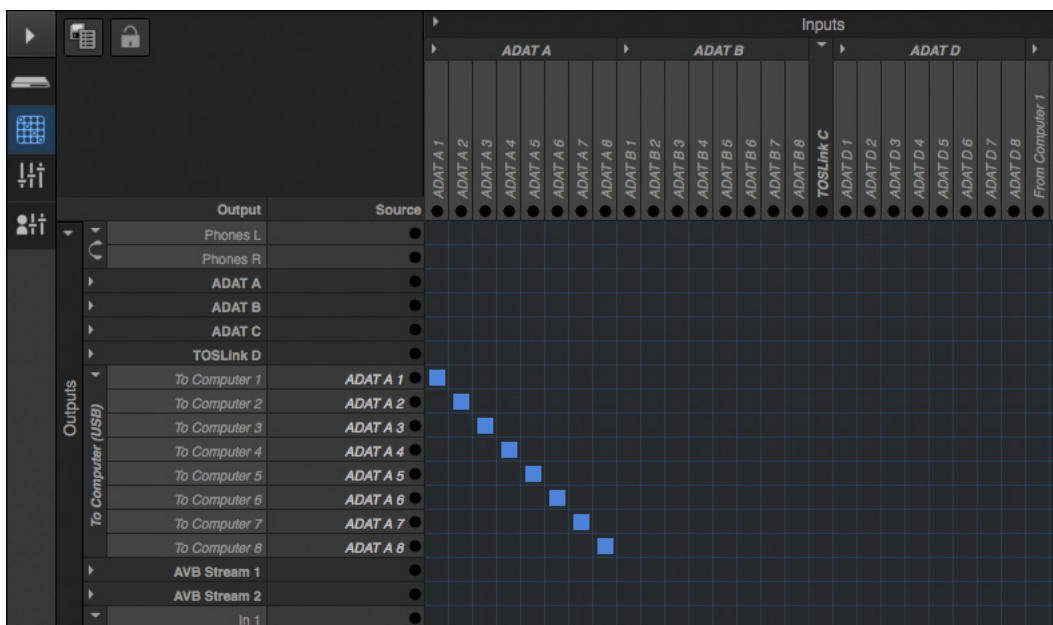 Inputs
ADAT A
ADAT B
ADAT D
ADAT A 1
ADAT A 2
ADAT A 3
ADAT A 4
ADAT A 5
ADAT A 6
ADAT A 7
ADAT A 8
ADAT B 1
ADAT B 2
ADAT B 3
ADAT B 4
ADAT B 5
ADAT B 6
ADAT B 7
ADAT B 8
TOSLink C
ADAT D 1
ADAT D 2
ADAT D 3
ADAT D 4
ADAT D 5
ADAT D 6
ADAT D 7
ADAT D 8
From Computer 1
Output Source
Outputs
Phones L
Phones R
ADAT A
ADAT B
ADAT C
TOSLink D
To Computer (USB)
To Computer 1 ADAT A 1
To Computer 2 ADAT A 2
To Computer 3 ADAT A 3
To Computer 4 ADAT A 4
To Computer 5 ADAT A 5
To Computer 6 ADAT A 6
To Computer 7 ADAT A 7
To Computer 8 ADAT A 8
AVB Stream 1
AVB Stream 2
In 1